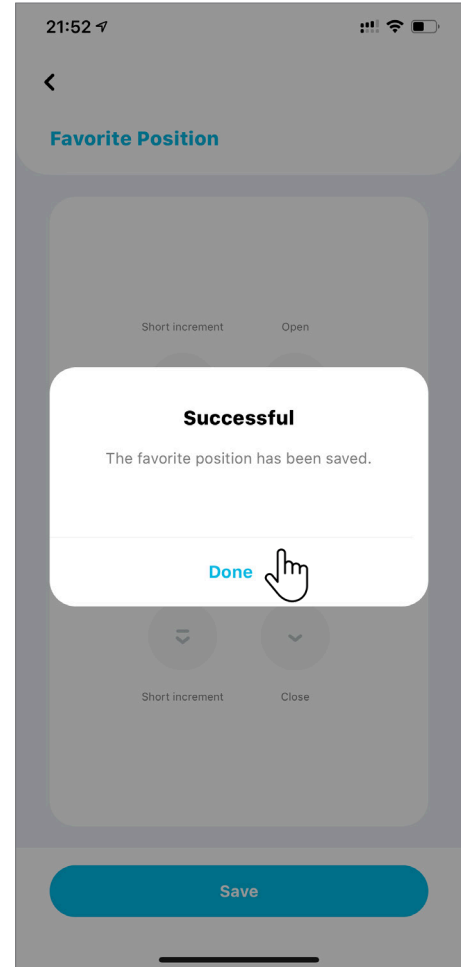 21:52
Favorite Position
Short increment Open
Successful
The favorite position has been saved.
Done
Short increment Close
Save